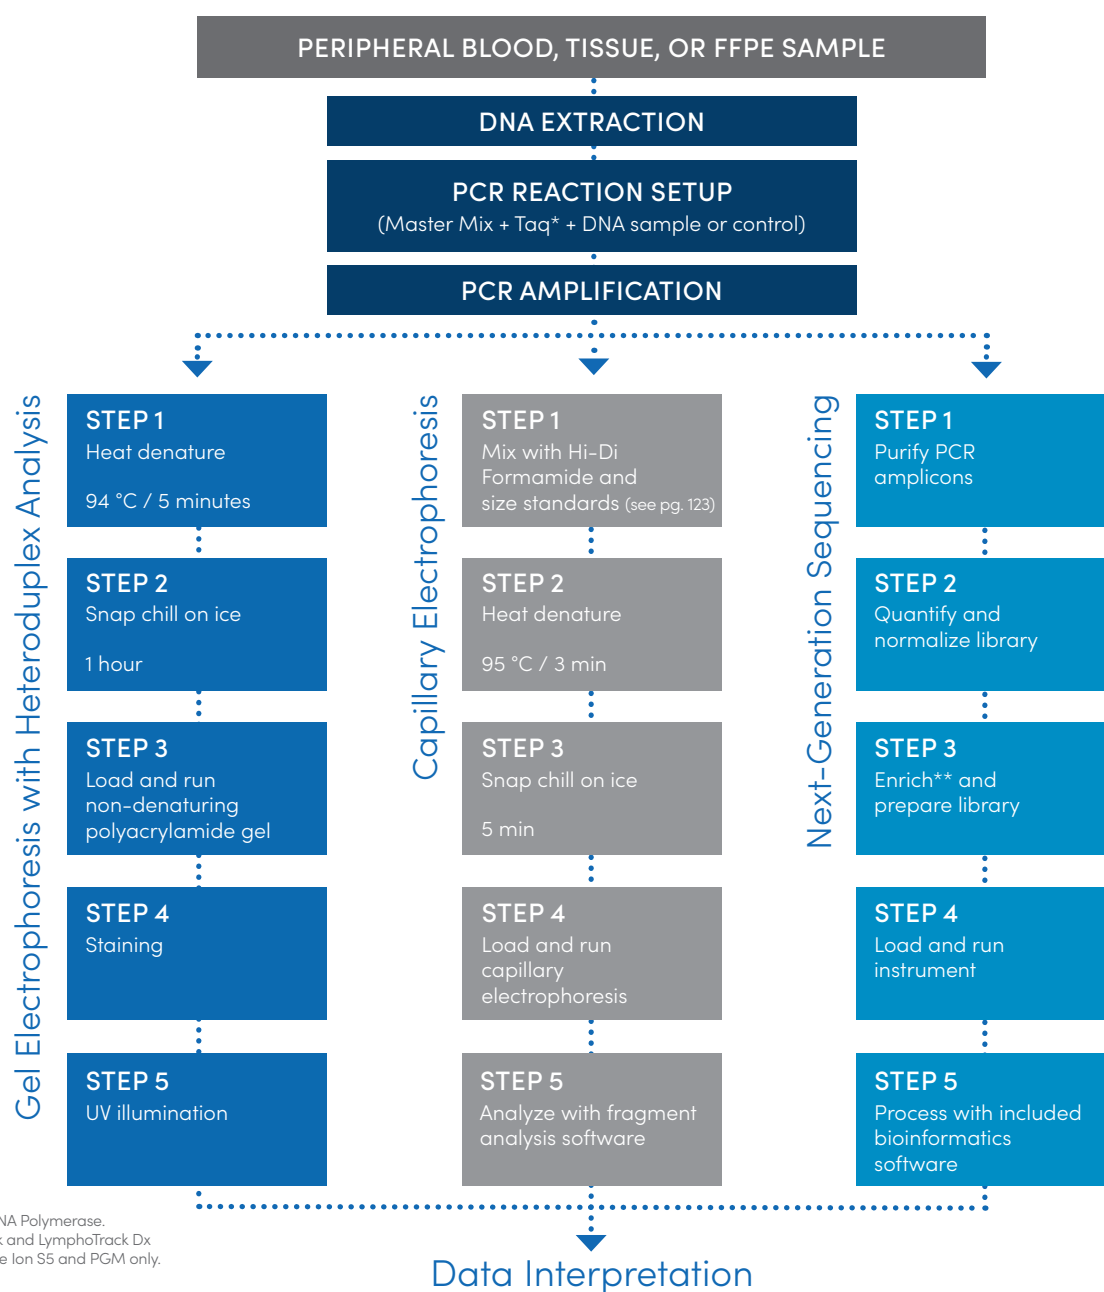 PERIPHERAL BLOOD, TISSUE, OR FFPE SAMPLE
DNA EXTRACTION
PCR REACTION SETUP
(Master Mix + Taq* + DNA sample or control)
PCR AMPLIFICATION
Gel Electrophoresis with Heteroduplex Analysis
STEP 1
Heat denature
94 °C / 5 minutes
STEP 2
Snap chill on ice
1 hour
STEP 3
Load and run
non-denaturing
polyacrylamide gel
STEP 4
Staining
STEP 5
UV illumination
Capillary Electrophoresis
STEP 1
Mix with Hi-Di
Formamide and
size standards (see pg. 123)
STEP 2
Heat denature
95 °C / 3 min
STEP 3
Snap chill on ice
5 min
STEP 4
Load and run
capillary
electrophoresis
STEP 5
Analyze with fragment
analysis software
Next-Generation Sequencing
STEP 1
Purify PCR
amplicons
STEP 2
Quantify and
normalize library
STEP 3
Enrich** and
prepare library
STEP 4
Load and run
instrument
STEP 5
Process with included
bioinformatics
software
Polymerase.
and LymphoTrack Dx
Ion S5 and PGM only.
Data Interpretation